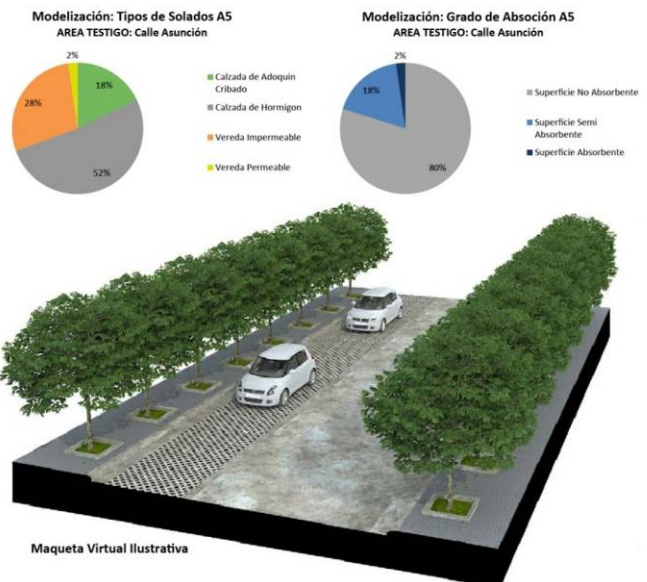 Modelización: Tipos de Solados A5
AREA TESTIGO: Calle Asunción
2%
18%
28%
52%
Calzada de Adoquin
Cribado
Calzada de Hormigon
Vereda Impermeable
Vereda Permeable
Modelización: Grado de Absoción A5
AREA TESTIGO: Calle Asunción
2%
18%
80%
Superficie No Absorbente
Superficie Semi
Absorbente
Superficie Absorbente
Maqueta Virtual Ilustrativa